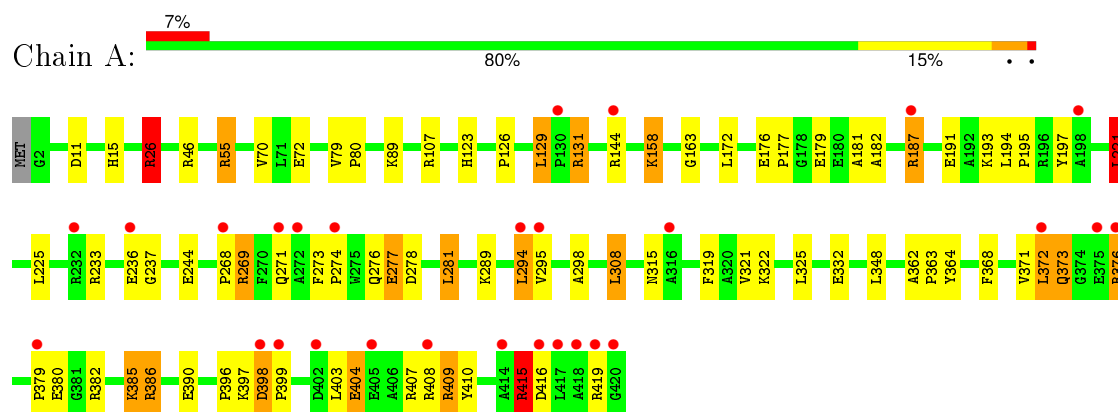 7%
Chain A:
80% 15% • •
MET G2 D11 H15 R26 R46 R55 V70 L71 E72 V79 P80 K89 R107 H123 P126 L129 P130 R131 R144 K158 G163 L172 E176 P177 G178 E179 E180 A181 A182 R187 E191 A192 K193 L194 P195 R196 Y197 A198 L221
L225 R232 R233 E236 G237 E244 P268 R269 F270 Q271 A272 F273 P274 W275 Q276 E277 D278 L281 K289 L294 V295 A298 L308 N315 A316 F319 A320 V321 K322 L325 E332 L348 A362 P363 Y364 F368 V371 L372 Q373 G374 E375 R376
P379 E380 G381 R382 K385 R386 E390 P396 K397 D398 P399 D402 L403 E404 E405 A406 R407 R408 R409 Y410 A414 R415 D416 L417 A418 R419 G420